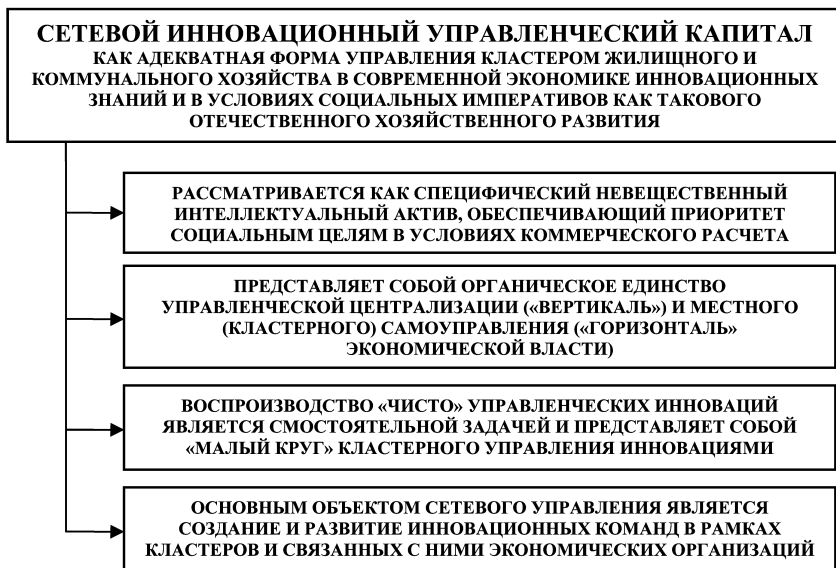 СЕТЕВОЙ ИННОВАЦИОННЫЙ УПРАВЛЕНЧЕСКИЙ КАПИТАЛ
КАК АДЕКВАТНАЯ ФОРМА УПРАВЛЕНИЯ КЛАСТЕРОМ ЖИЛИЩНОГО И
КОММУНАЛЬНОГО ХОЗЯЙСТВА В СОВРЕМЕННОЙ ЭКОНОМИКЕ ИННОВАЦИОННЫХ
ЗНАНИЙ И В УСЛОВИЯХ СОЦИАЛЬНЫХ ИМПЕРАТИВОВ КАК ТАКОВОГО
ОТЕЧЕСТВЕННОГО ХОЗЯЙСТВЕННОГО РАЗВИТИЯ
РАССМАТРИВАЕТСЯ КАК СПЕЦИФИЧЕСКИЙ НЕВЕЩЕСТВЕННЫЙ
ИНТЕЛЛЕКТУАЛЬНЫЙ АКТИВ, ОБЕСПЕЧИВАЮЩИЙ ПРИОРИТЕТ
СОЦИАЛЬНЫМ ЦЕЛЯМ В УСЛОВИЯХ КОММЕРЧЕСКОГО РАСЧЕТА
ПРЕДСТАВЛЯЕТ СОБОЙ ОРГАНИЧЕСКОЕ ЕДИНСТВО
УПРАВЛЕНЧЕСКОЙ ЦЕНТРАЛИЗАЦИИ («ВЕРТИКАЛЬ») И МЕСТНОГО
(КЛАСТЕРНОГО) САМОУПРАВЛЕНИЯ («ГОРИЗОНТАЛЬ»
ЭКОНОМИЧЕСКОЙ ВЛАСТИ)
ВОСПРОИЗВОДСТВО «ЧИСТО» УПРАВЛЕНЧЕСКИХ ИННОВАЦИЙ
ЯВЛЯЕТСЯ СМОСТОЯТЕЛЬНОЙ ЗАДАЧЕЙ И ПРЕДСТАВЛЯЕТ СОБОЙ
«МАЛЫЙ КРУГ» КЛАСТЕРНОГО УПРАВЛЕНИЯ ИННОВАЦИЯМИ
ОСНОВНЫМ ОБЪЕКТОМ СЕТЕВОГО УПРАВЛЕНИЯ ЯВЛЯЕТСЯ
СОЗДАНИЕ И РАЗВИТИЕ ИННОВАЦИОННЫХ КОМАНД В РАМКАХ
КЛАСТЕРОВ И СВЯЗАННЫХ С НИМИ ЭКОНОМИЧЕСКИХ ОРГАНИЗАЦИЙ